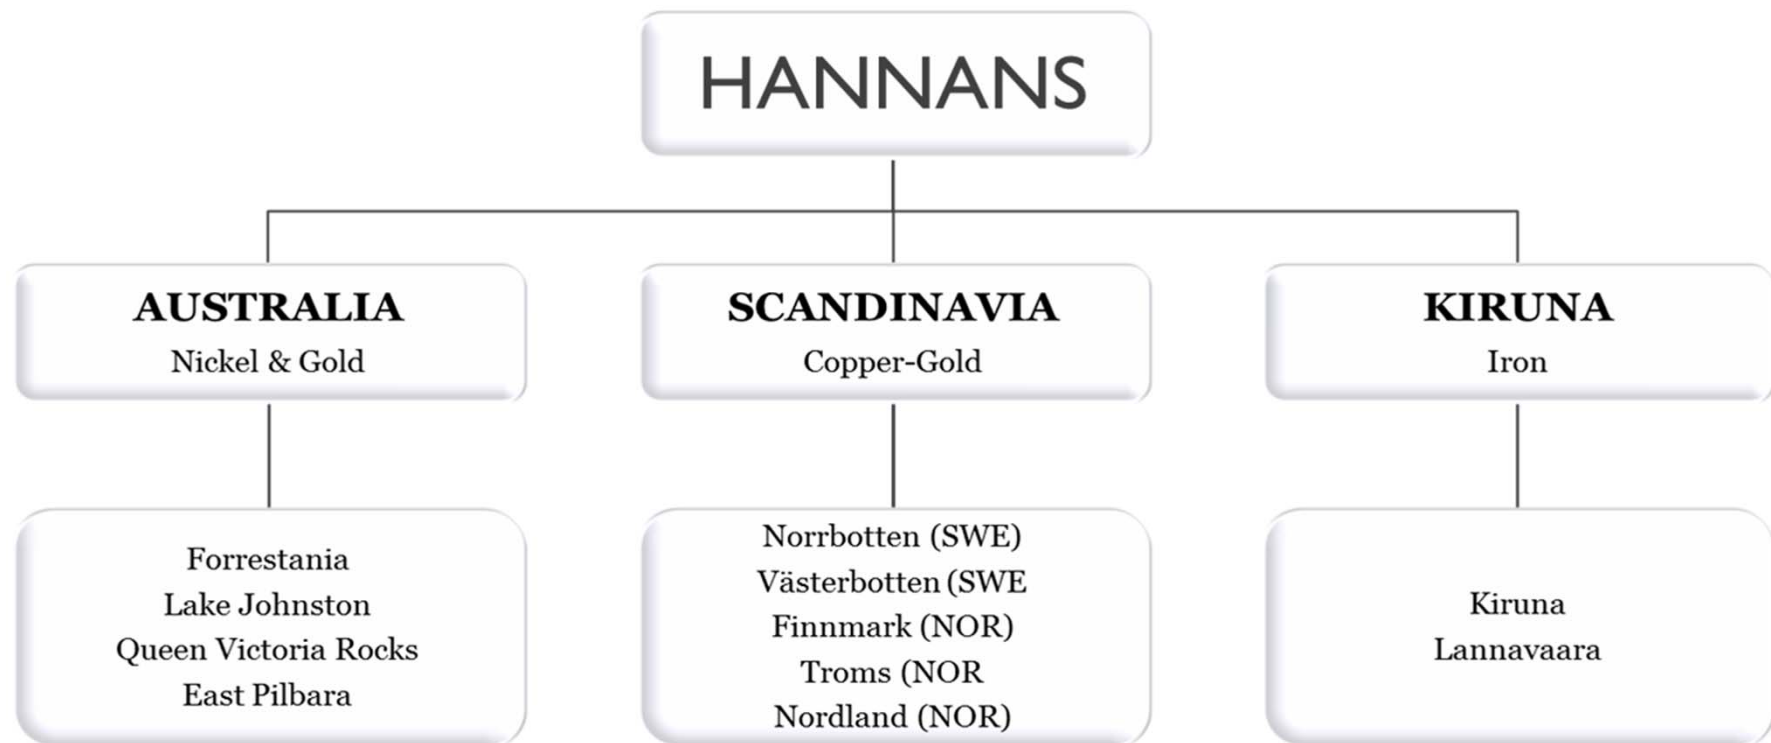 HANNANS
AUSTRALIA
Nickel & Gold
SCANDINAVIA
Copper-Gold
KIRUNA
Iron
Forrestania
Lake Johnston
Queen Victoria Rocks
East Pilbara
Norrbotten (SWE)
Västerbotten (SWE
Finnmark (NOR)
Troms (NOR
Nordland (NOR)
Kiruna
Lannavaara